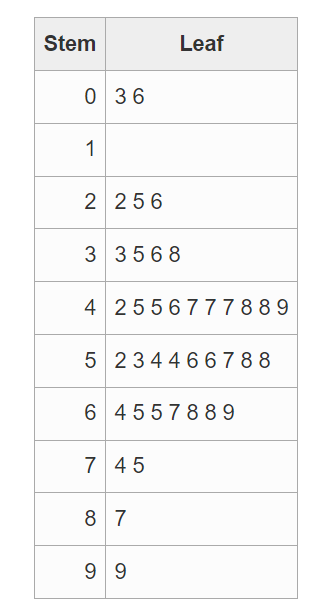 Stem Leaf
0 3 6
1
2 2 5 6
3 3 5 6 8
4 2 5 5 6 7 7 7 8 8 9
5 2 3 4 4 6 6 7 8 8
6 4 5 5 7 8 8 9
7 4 5
8 7
9 9